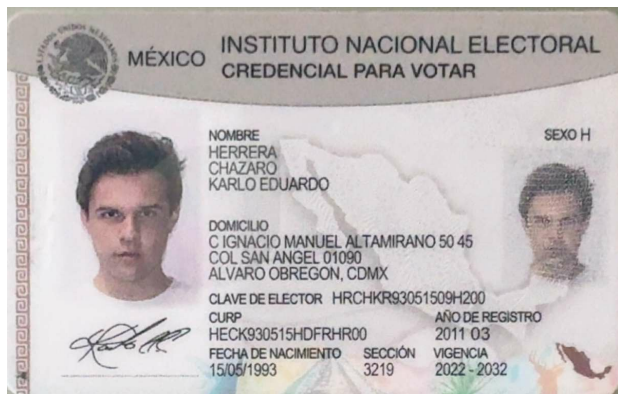 MÉXICO INSTITUTO NACIONAL ELECTORAL
CREDENCIAL PARA VOTAR
NOMBRE SEXO H
HERRERA
CHAZARO
KARLO EDUARDO
DOMICILIO
C IGNACIO MANUEL ALTAMIRANO 50 45
COL SAN ANGEL 01090
ALVARO OBREGON, CDMX
CLAVE DE ELECTOR HRCHKR93051509H200
CURP AÑO DE REGISTRO
HECK930515HDFRHR00 2011 03
FECHA DE NACIMIENTO SECCIÓN VIGENCIA
15/05/1993 3219 2022 - 2032